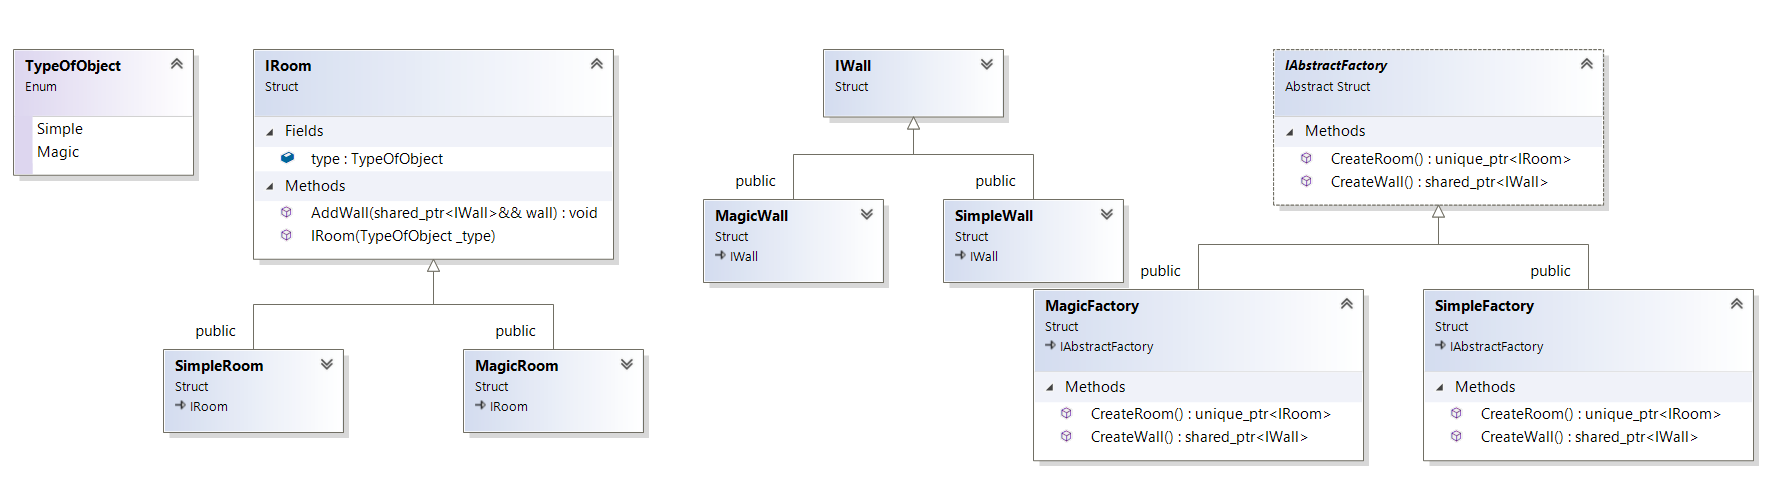 TypeOfObject
Enum
Simple
Magic
IRoom
Struct
Fields
type : TypeOfObject
Methods
AddWall(shared_ptr<IWall>&& wall) : void
IRoom(TypeOfObject _type)
public
public
SimpleRoom
Struct
IRoom
MagicRoom
Struct
IRoom
IWall
Struct
public
public
MagicWall
Struct
IWall
SimpleWall
Struct
IWall
IAbstractFactory
Abstract Struct
Methods
CreateRoom() : unique_ptr<IRoom>
CreateWall() : shared_ptr<IWall>
public
public
MagicFactory
Struct
IAbstractFactory
Methods
CreateRoom() : unique_ptr<IRoom>
CreateWall() : shared_ptr<IWall>
SimpleFactory
Struct
IAbstractFactory
Methods
CreateRoom() : unique_ptr<IRoom>
CreateWall() : shared_ptr<IWall>